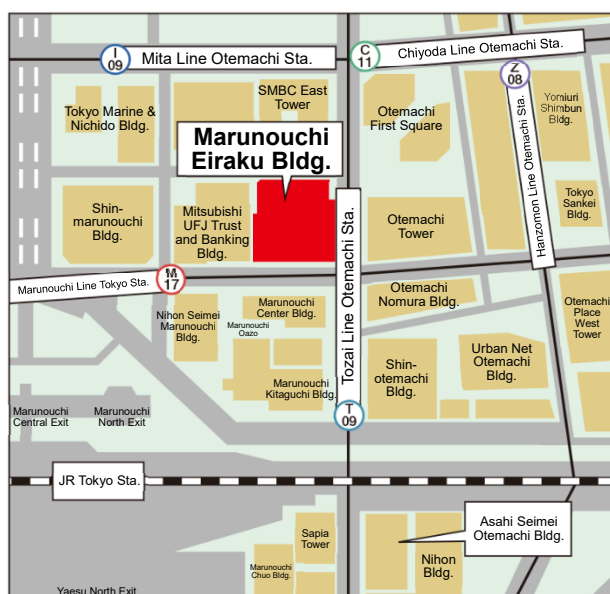 I
09
Mita Line Otemachi Sta.
C
11
Chiyoda Line Otemachi Sta.
Z
08
Tokyo Marine &
Nichido Bldg.
SMBC East
Tower
Otemachi
First Square
Yomiuri
Shimbun
Bldg.
Marunouchi
Eiraku Bldg.
Hanzomon Line Otemachi Sta.
Shin-
marunouchi
Bldg.
Mitsubishi
UFJ Trust
and Banking
Bldg.
Tozai Line Otemachi Sta.
Otemachi
Tower
Tokyo
Sankei
Bldg.
Marunouchi Line Tokyo Sta.
M
17
Nihon Seimei
Marunouchi
Bldg.
Marunouchi
Center Bldg.
Marunouchi
Oazo
Otemachi
Nomura Bldg.
Otemachi
Place
West
Tower
Marunouchi
Kitaguchi Bldg.
Shin-
otemachi
Bldg.
Urban Net
Otemachi
Bldg.
Marunouchi
Central Exit
Marunouchi
North Exit
T
09
JR Tokyo Sta.
Sapia
Tower
Marunouchi
Chuo Bldg.
Asahi Seimei
Otemachi Bldg.
Nihon
Bldg.
Yaesu North Exit